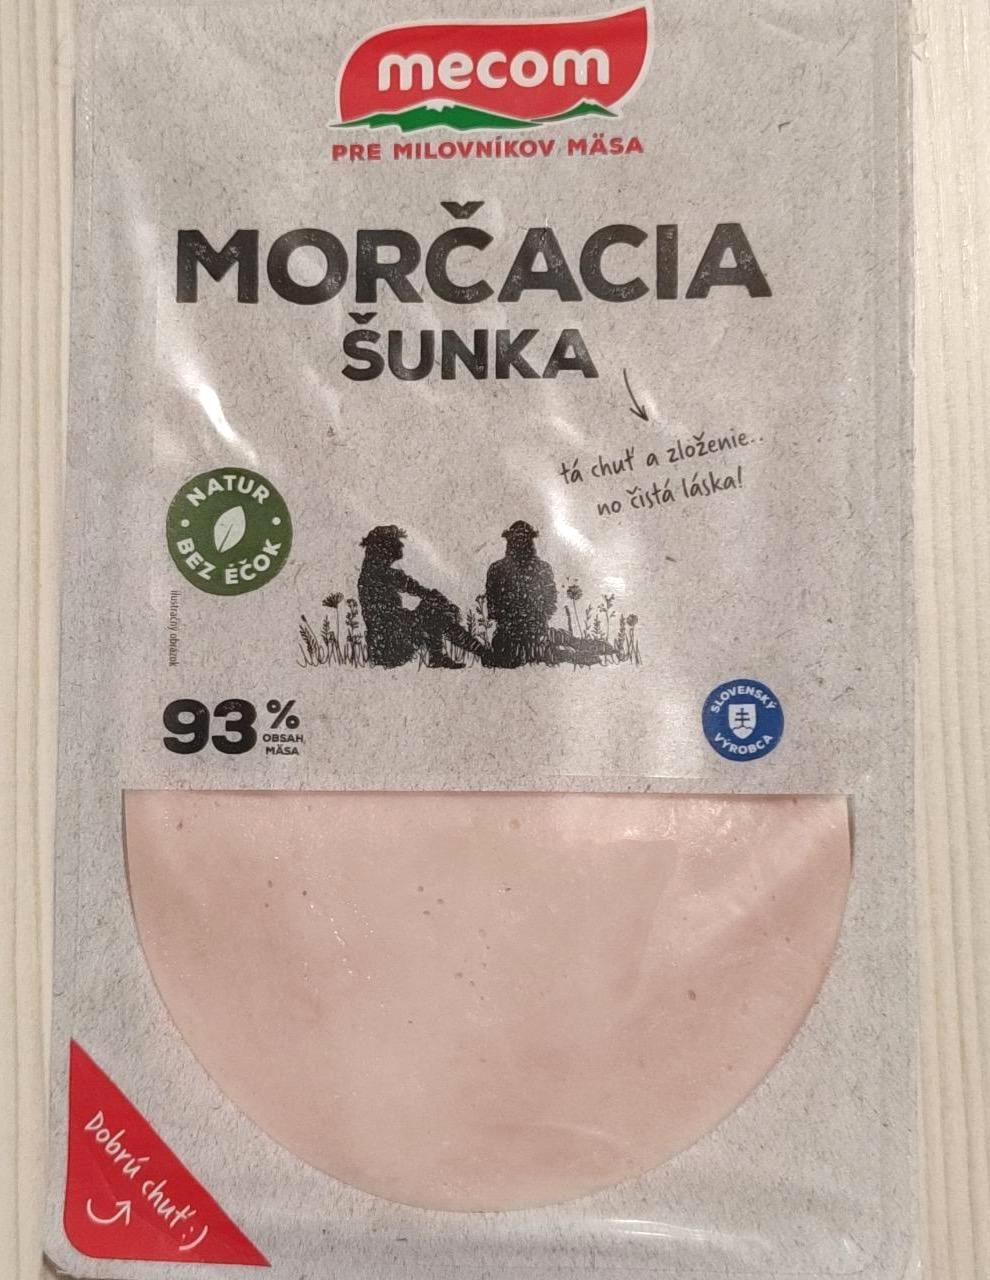 mecom
PRE MILOVNÍKOV MÄSA
MORČACIA
ŠUNKA
tá chuť a zloženie..
no čistá láska!
NATUR
BEZ ÉČOK
ilustračný obrázok
93%
OBSAH
MÄSA
SLOVENSKÝ
VÝROBCA
Dobrú chuť :)